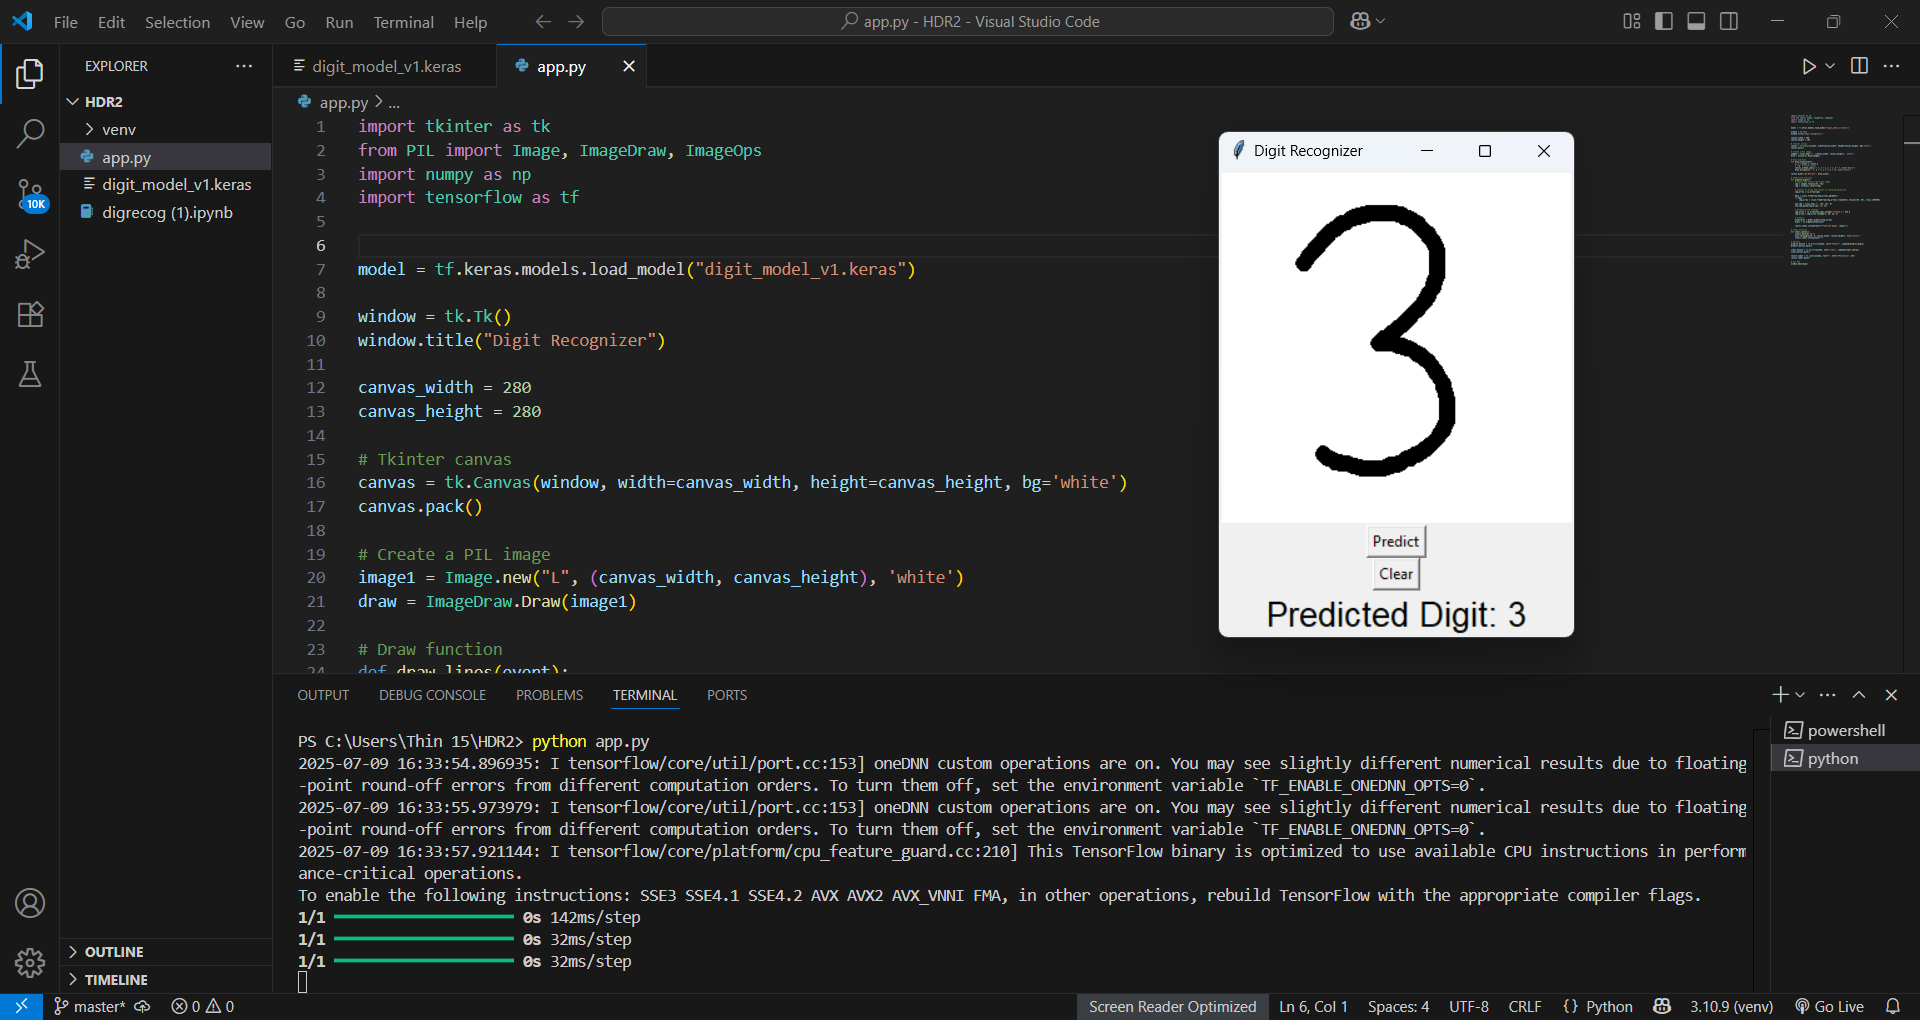 File Edit Selection View Go Run Terminal Help
app.py - HDR2 - Visual Studio Code
EXPLORER
HDR2
venv
app.py
digit_model_v1.keras
digrecog (1).ipynb
10K
OUTLINE
TIMELINE
digit_model_v1.keras
app.py
app.py > ...
1 import tkinter as tk
2 from PIL import Image, ImageDraw, ImageOps
3 import numpy as np
4 import tensorflow as tf
5
6
7 model = tf.keras.models.load_model("digit_model_v1.keras")
8
9 window = tk.Tk()
10 window.title("Digit Recognizer")
11
12 canvas_width = 280
13 canvas_height = 280
14
15 # Tkinter canvas
16 canvas = tk.Canvas(window, width=canvas_width, height=canvas_height, bg='white')
17 canvas.pack()
18
19 # Create a PIL image
20 image1 = Image.new("L", (canvas_width, canvas_height), 'white')
21 draw = ImageDraw.Draw(image1)
22
23 # Draw function
24 def draw_lines(event):
Digit Recognizer
3
Predict
Clear
Predicted Digit: 3
OUTPUT DEBUG CONSOLE PROBLEMS TERMINAL PORTS
powershell
python
PS C:\Users\Thin 15\HDR2> python app.py
2025-07-09 16:33:54.896935: I tensorflow/core/util/port.cc:153] oneDNN custom operations are on. You may see slightly different numerical results due to floating
-point round-off errors from different computation orders. To turn them off, set the environment variable `TF_ENABLE_ONEDNN_OPTS=0`.
2025-07-09 16:33:55.973979: I tensorflow/core/util/port.cc:153] oneDNN custom operations are on. You may see slightly different numerical results due to floating
-point round-off errors from different computation orders. To turn them off, set the environment variable `TF_ENABLE_ONEDNN_OPTS=0`.
2025-07-09 16:33:57.921144: I tensorflow/core/platform/cpu_feature_guard.cc:210] This TensorFlow binary is optimized to use available CPU instructions in perform
ance-critical operations.
To enable the following instructions: SSE3 SSE4.1 SSE4.2 AVX AVX2 AVX_VNNI FMA, in other operations, rebuild TensorFlow with the appropriate compiler flags.
1/1 0s 142ms/step
1/1 0s 32ms/step
1/1 0s 32ms/step
master* 0 0 Screen Reader Optimized Ln 6, Col 1 Spaces: 4 UTF-8 CRLF {} Python 3.10.9 (venv) Go Live